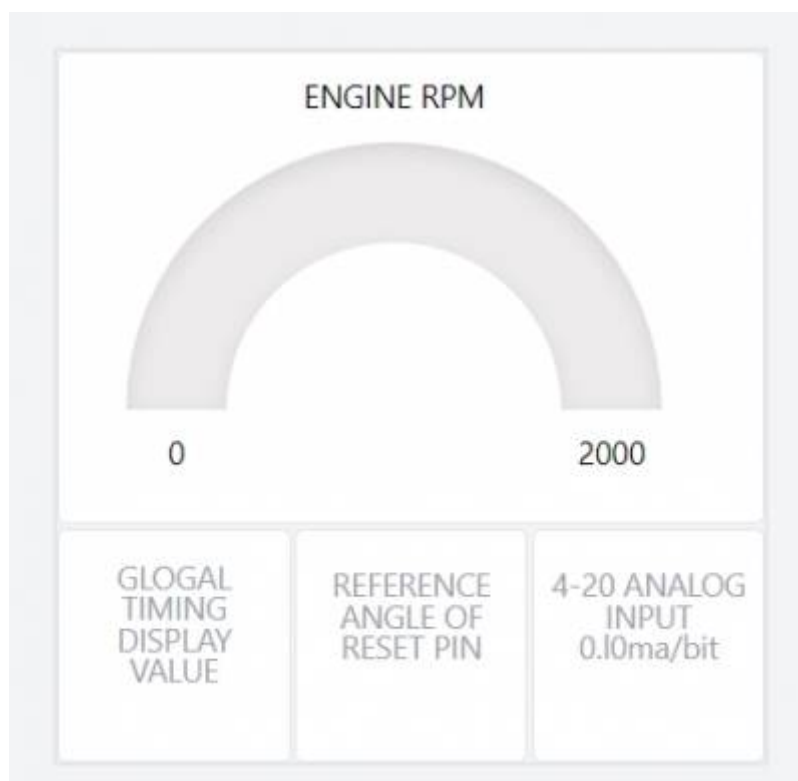 ENGINE RPM
0
2000
GLOGAL
TIMING
DISPLAY
VALUE
REFERENCE
ANGLE OF
RESET PIN
4-20 ANALOG
INPUT
0.l0ma/bit